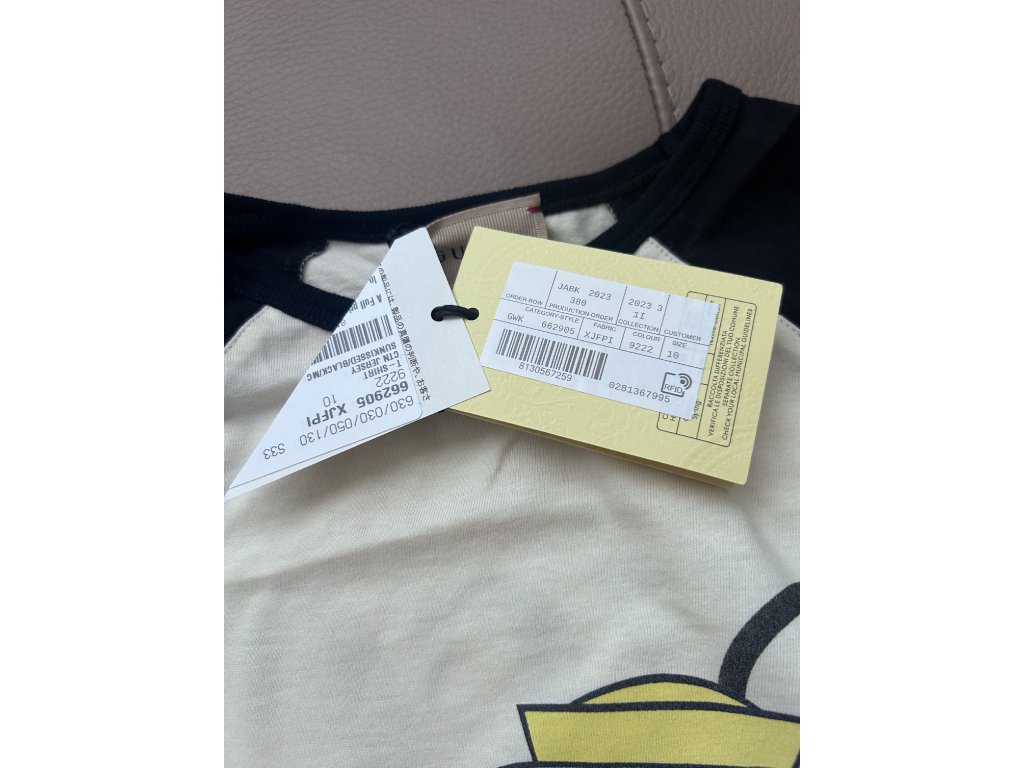 G U
JABK 2023
2023 3
380
1I
ORDER-ROW
PRODUCTION ORDER
COLLECTION
CUSTOMER
CATEGORY-STYLE
FABRIC
COLOUR
SIZE
GWK 662905
XJFPI
9222
10
8130567259
0281367995
RFID
RACCOLTA DIFFERENZIATA
VERIFICA LE DISPOSIZIONI DEL TUO COMUNE
SEPARATE COLLECTION
CHECK YOUR LOCAL MUNICIPAL GUIDELINES
A Full
SUNKISSED/BLACK/MC
CTN JERSEY
T- SHIRT
9222
662905 XJFPI
10
630/030/050/130
S33